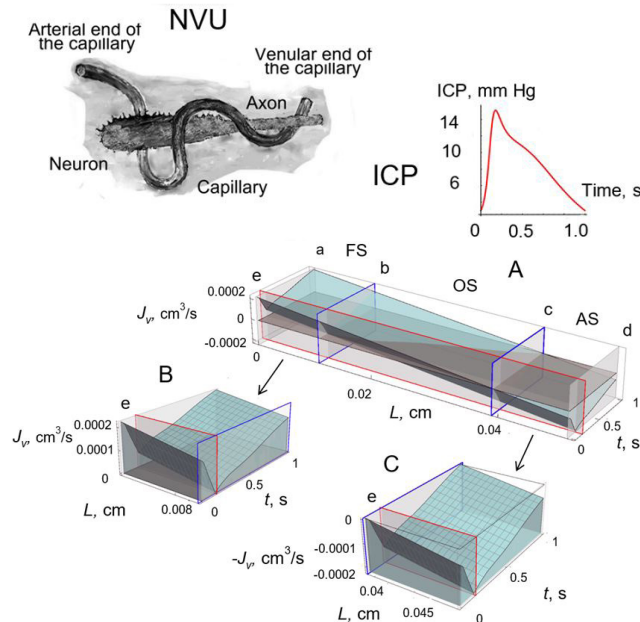 NVU
Arterial end of
the capillary
Venular end of
the capillary
Axon
Neuron
Capillary
ICP
ICP, mm Hg
14
10
6
Time, s
0 0.5 1.0
A
a FS b
OS
c AS d
e
Jv, cm³/s
0.0002
0
-0.0002
0
0.02
0.04
L, cm
0
0.5
1
t, s
B
e
Jv, cm³/s
0.0002
0.0001
0
L, cm
0.008
0
0.5
1
t, s
C
e
-Jv, cm³/s
0
-0.0001
-0.0002
0.04
0.045
L, cm
0
0.5
1
t, s